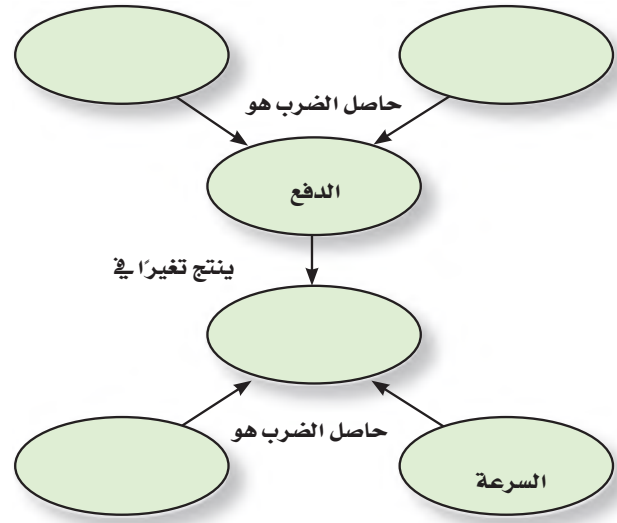 حاصل الضرب هو
الدفع
ينتج تغيرًا في
حاصل الضرب هو
السرعة